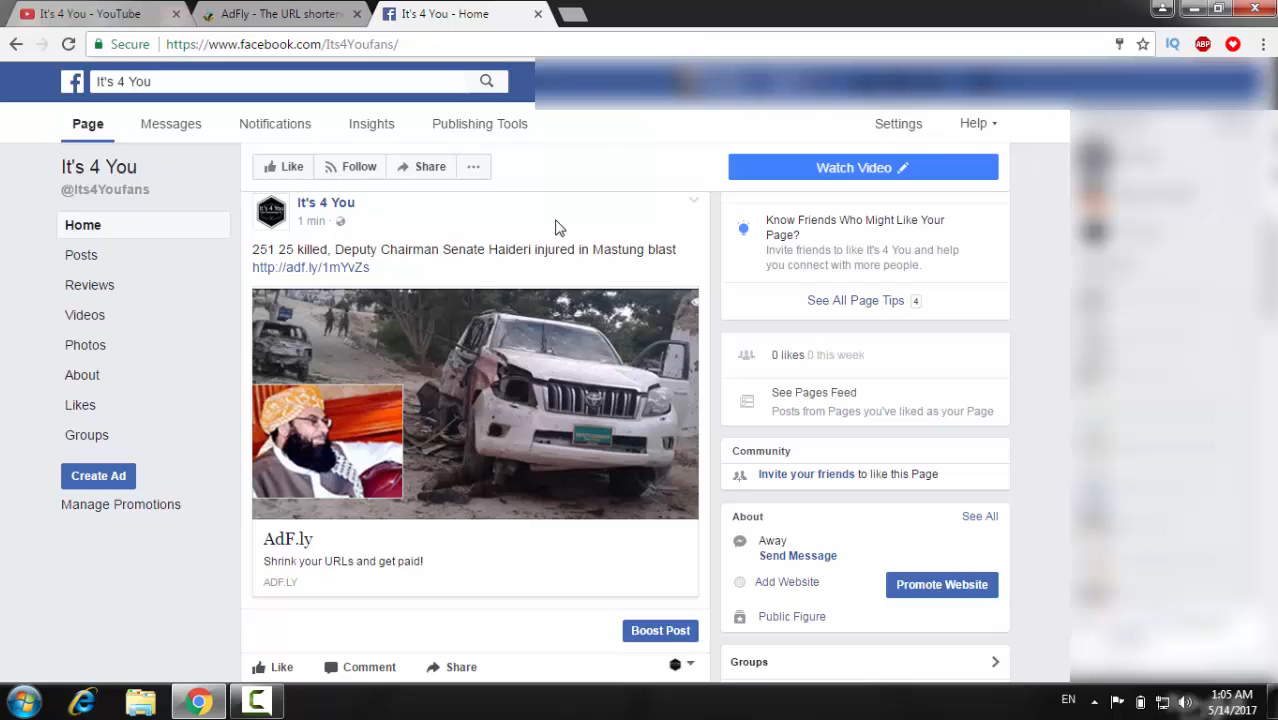 It's 4 You - YouTube
AdFly - The URL shortene
It's 4 You - Home
Secure https://www.facebook.com/Its4Youfans/
ABP
It's 4 You
Page Messages Notifications Insights Publishing Tools Settings Help
It's 4 You
@Its4Youfans
Home
Posts
Reviews
Videos
Photos
About
Likes
Groups
Create Ad
Manage Promotions
Like Follow Share ...
Watch Video
It's 4 You
1 min
251 25 killed, Deputy Chairman Senate Haideri injured in Mastung blast
http://adf.ly/1mYvZs
AdF.ly
Shrink your URLs and get paid!
ADF.LY
Boost Post
Like Comment Share
Know Friends Who Might Like Your
Page?
Invite friends to like It's 4 You and help
you connect with more people.
See All Page Tips 4
0 likes 0 this week
See Pages Feed
Posts from Pages you've liked as your Page
Community
Invite your friends to like this Page
About See All
Away
Send Message
Add Website Promote Website
Public Figure
Groups
EN 1:05 AM
5/14/2017